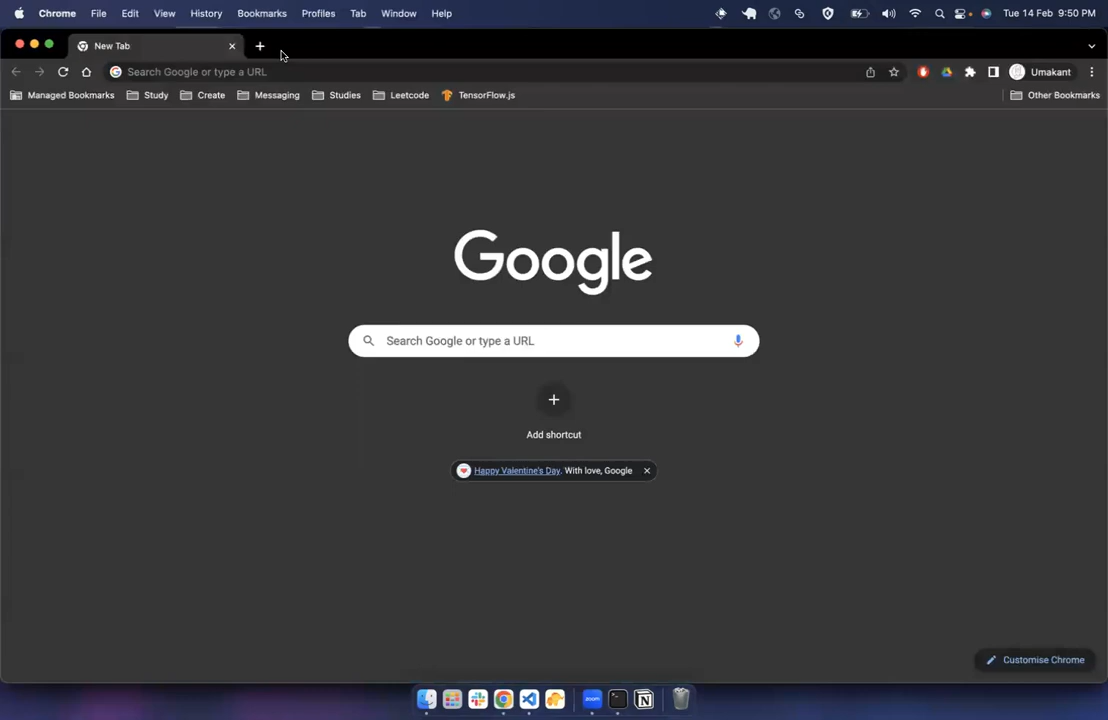 Chrome File Edit View History Bookmarks Profiles Tab Window Help Tue 14 Feb 9:50 PM
New Tab
Search Google or type a URL Umakant
Managed Bookmarks Study Create Messaging Studies Leetcode TensorFlow.js Other Bookmarks
Google
Search Google or type a URL
Add shortcut
Happy Valentine's Day. With love, Google
Customise Chrome
zoom